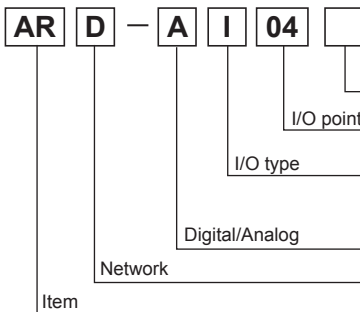 AR D — A I 04
I/O point
I/O type
Digital/Analog
Network
Item